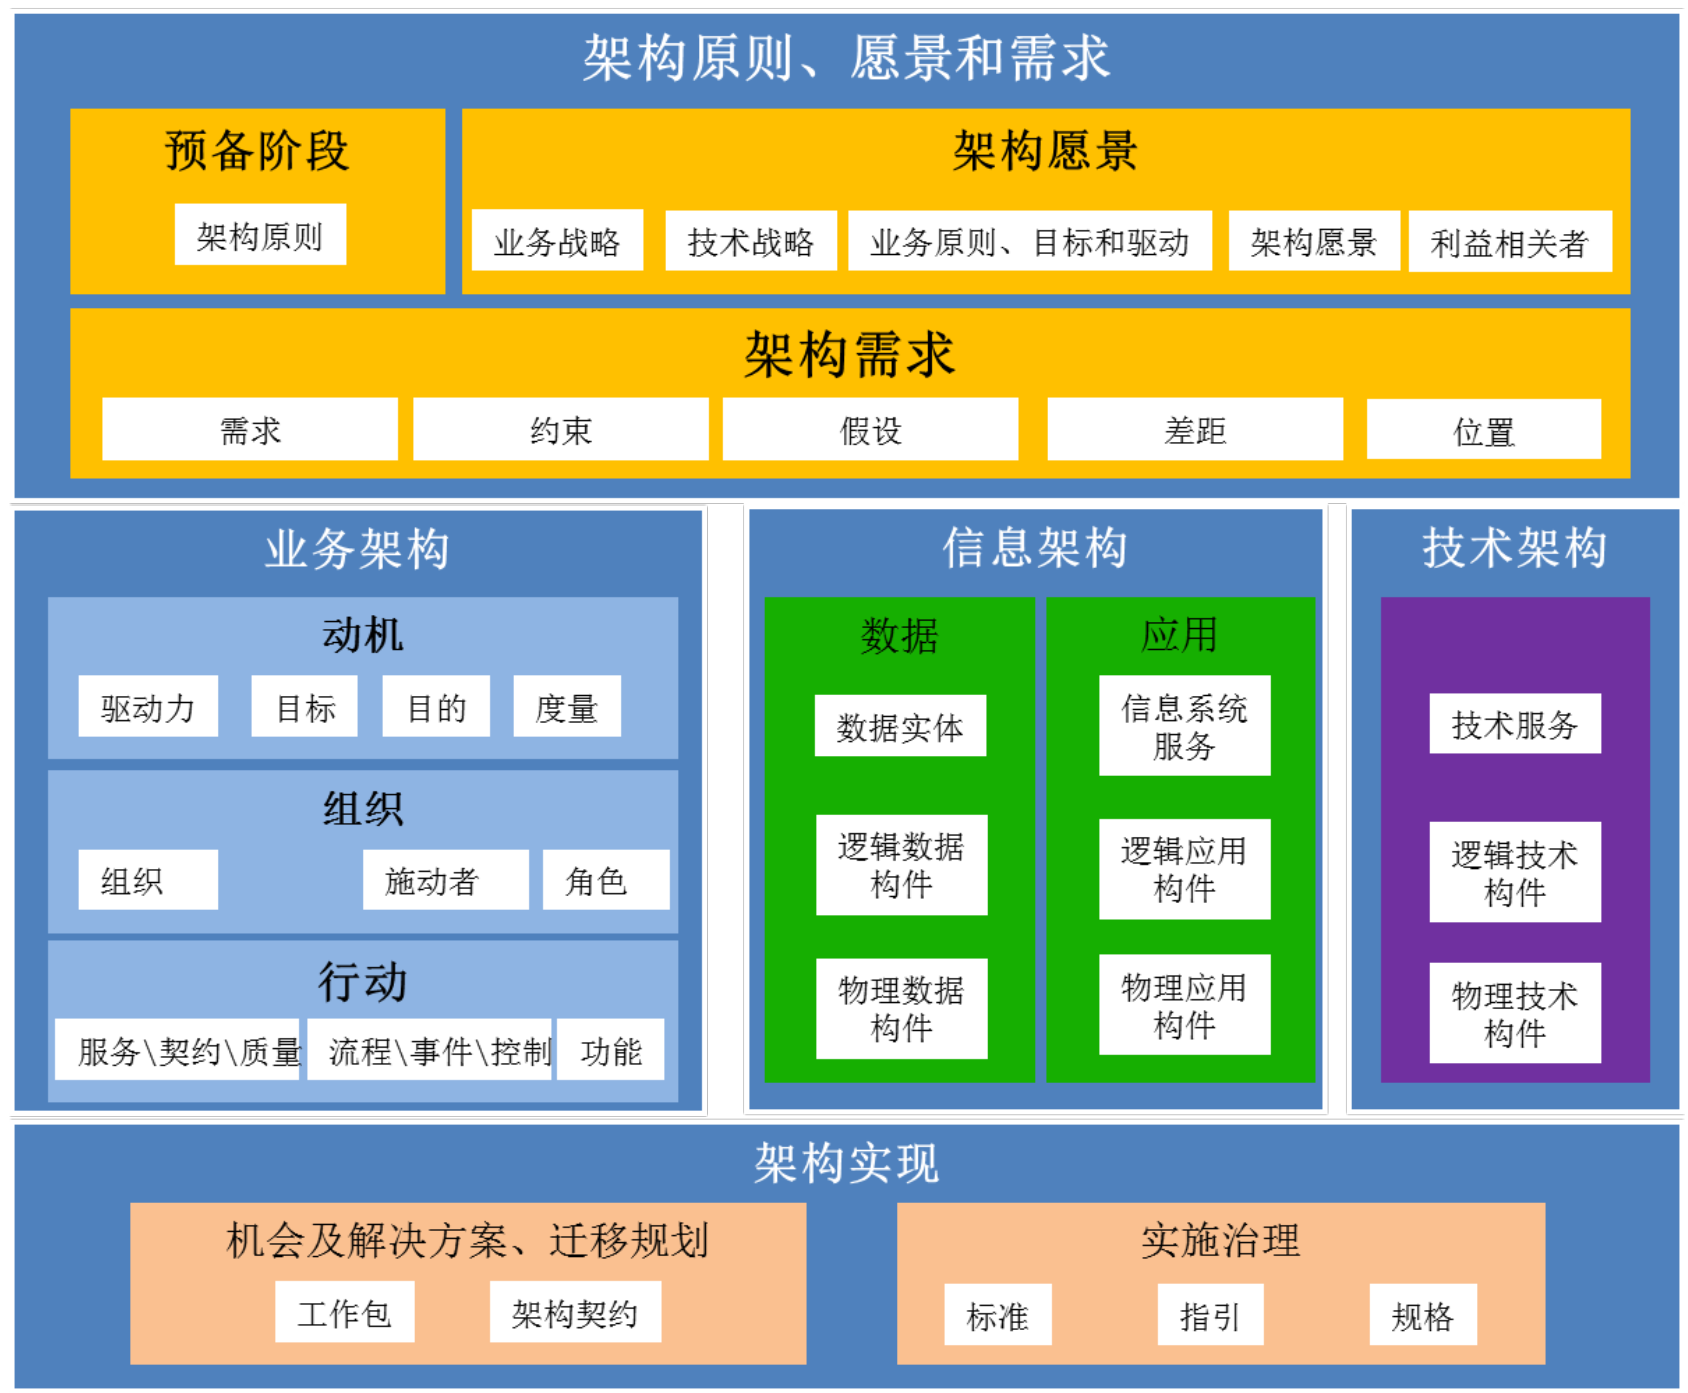 架构原则、愿景和需求
预备阶段
架构原则
架构愿景
业务战略
技术战略
业务原则、目标和驱动
架构愿景
利益相关者
架构需求
需求
约束
假设
差距
位置
业务架构
动机
驱动力
目标
目的
度量
组织
组织
施动者
角色
行动
服务\契约\质量
流程\事件\控制
功能
信息架构
数据
数据实体
逻辑数据
构件
物理数据
构件
应用
信息系统
服务
逻辑应用
构件
物理应用
构件
技术架构
技术服务
逻辑技术
构件
物理技术
构件
架构实现
机会及解决方案、迁移规划
工作包
架构契约
实施治理
标准
指引
规格